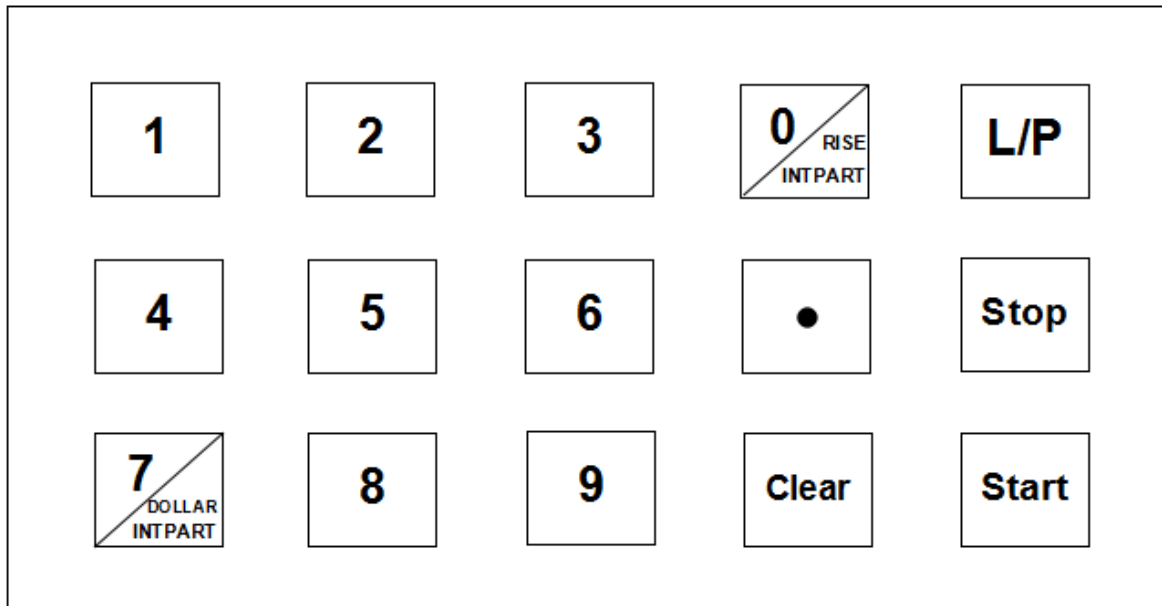 1 2 3 0 L/P
RISE
INTPART
4 5 6 • Stop
7 8 9 Clear Start
DOLLAR
INTPART